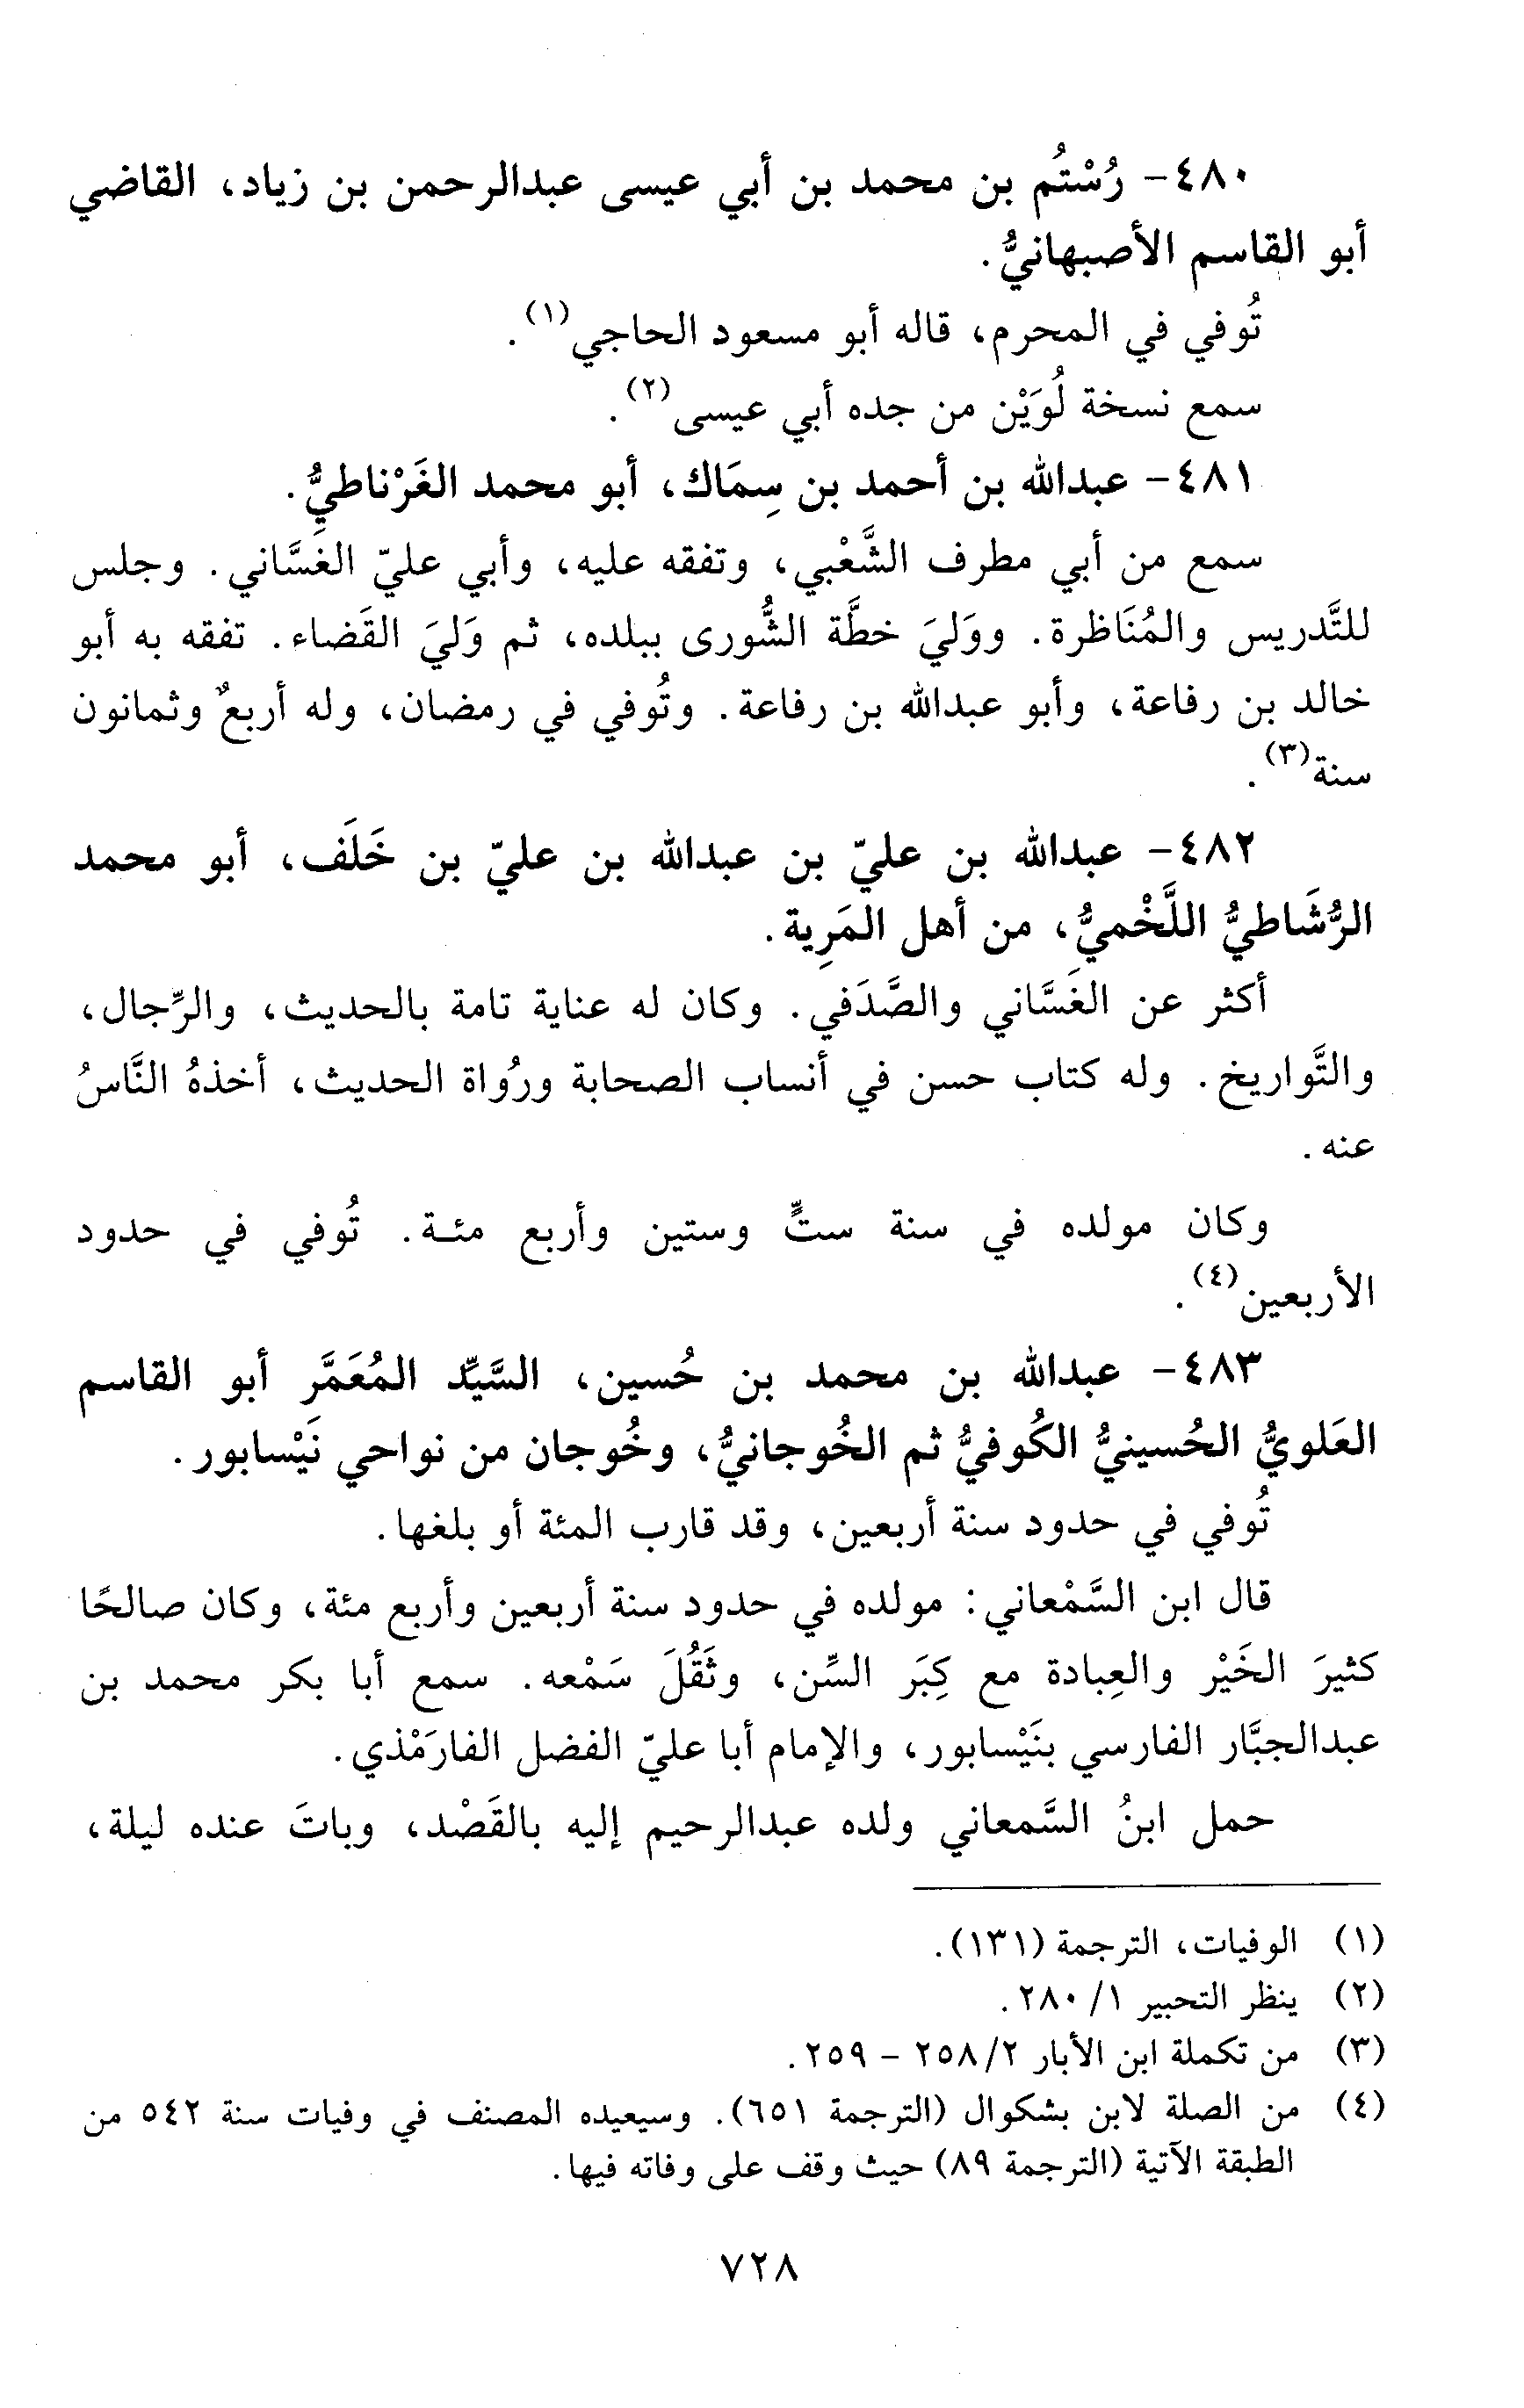 ٤٨٠- رُسْتُم بن محمد بن أبي عيسى عبدالرحمن بن زياد، القاضي
أبو القاسم الأصبهانيُّ.
تُوفي في المحرم، قاله أبو مسعود الحاجي(١).
سمع نسخة لُوَيْن من جده أبي عيسى(٢).
٤٨١- عبدالله بن أحمد بن سِمَاك، أبو محمد الغَرْناطيُّ.
سمع من أبي مطرف الشَّعْبي، وتفقه عليه، وأبي عليّ الغَسَّاني. وجلس
للتَّدريس والمُنَاظرة. ووَليَ خطَّة الشُّورى ببلده، ثم وَليَ القَضاء. تفقه به أبو
خالد بن رفاعة، وأبو عبدالله بن رفاعة. وتُوفي في رمضان، وله أربعٌ وثمانون
سنة(٣).
٤٨٢- عبدالله بن عليّ بن عبدالله بن عليّ بن خَلَف، أبو محمد
الرُّشَاطيُّ اللَّخْميُّ، من أهل المَرِية.
أكثر عن الغَسَّاني والصَّدَفي. وكان له عناية تامة بالحديث، والرِّجال،
والتَّواريخ. وله كتاب حسن في أنساب الصحابة ورُواة الحديث، أخذهُ النَّاسُ
عنه.
وكان مولده في سنة ستٍّ وستين وأربع مئة. تُوفي في حدود
الأربعين(٤).
٤٨٣- عبدالله بن محمد بن حُسين، السَّيِّد المُعَمَّر أبو القاسم
العَلويُّ الحُسينيُّ الكُوفيُّ ثم الخُوجانيُّ، وخُوجان من نواحي نَيْسابور.
تُوفي في حدود سنة أربعين، وقد قارب المئة أو بلغها.
قال ابن السَّمْعاني: مولده في حدود سنة أربعين وأربع مئة، وكان صالحًا
كثيرَ الخَيْر والعِبادة مع كِبَر السِّن، وثَقُلَ سَمْعه. سمع أبا بكر محمد بن
عبدالجبَّار الفارسي بنَيْسابور، والإمام أبا عليّ الفضل الفارَمْذي.
حمل ابنُ السَّمعاني ولده عبدالرحيم إليه بالقَصْد، وباتَ عنده ليلة،
(١) الوفيات، الترجمة (١٣١).
(٢) ينظر التحبير ١/ ٢٨٠.
(٣) من تكملة ابن الأبار ٢/ ٢٥٨ - ٢٥٩.
(٤) من الصلة لابن بشكوال (الترجمة ٦٥١). وسيعيده المصنف في وفيات سنة ٥٤٢ من
الطبقة الآتية (الترجمة ٨٩) حيث وقف على وفاته فيها.
٧٢٨